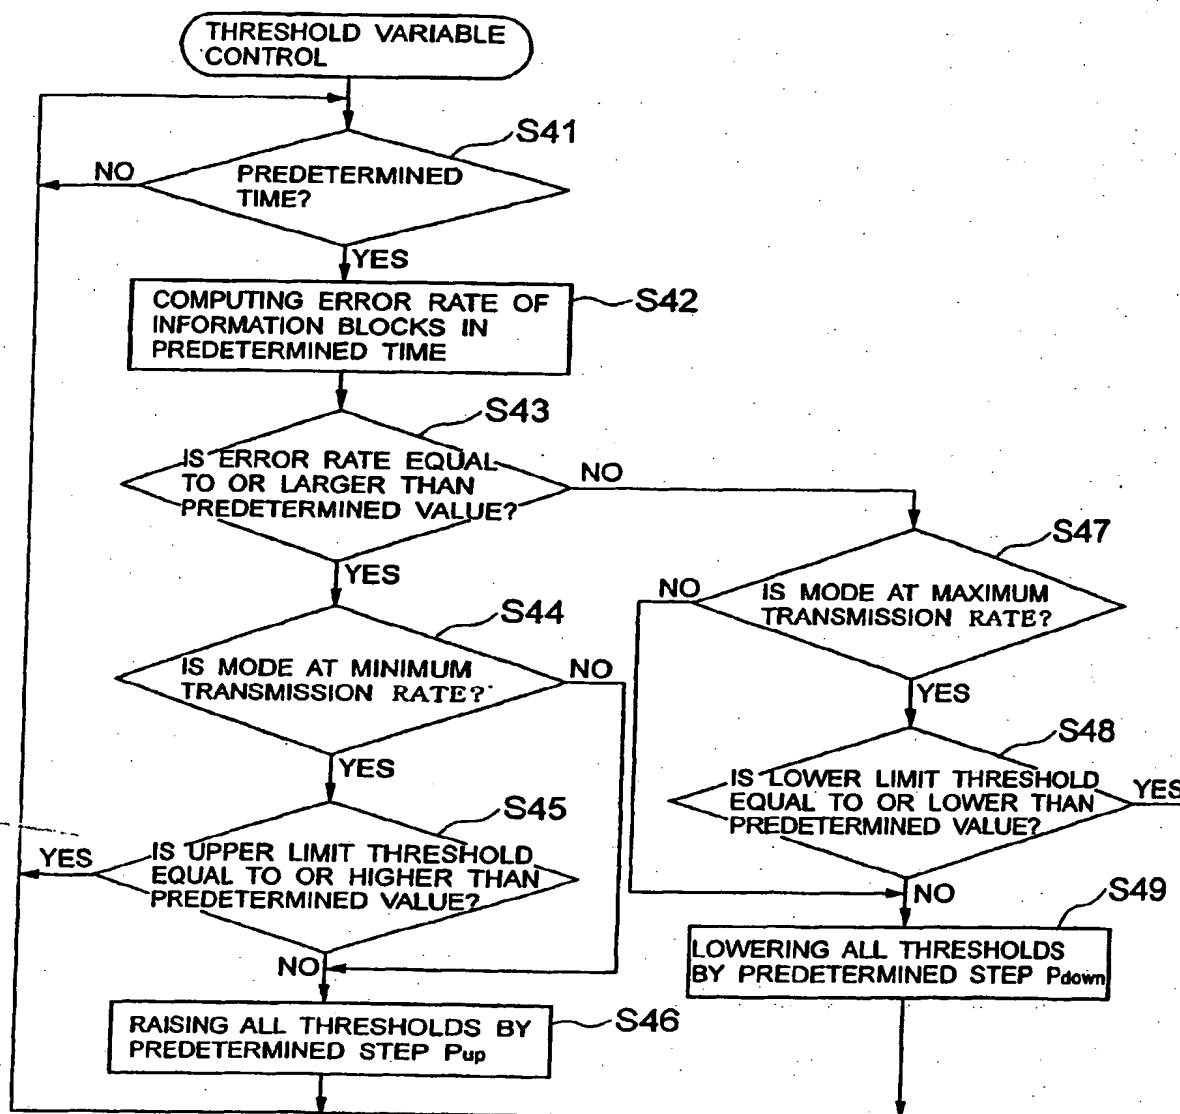 THRESHOLD VARIABLE
CONTROL
S41
NO
PREDETERMINED
TIME?
YES
COMPUTING ERROR RATE OF
INFORMATION BLOCKS IN
PREDETERMINED TIME
S42
S43
IS ERROR RATE EQUAL
TO OR LARGER THAN
PREDETERMINED VALUE?
NO
YES
S47
NO
IS MODE AT MAXIMUM
TRANSMISSION RATE?
YES
S44
IS MODE AT MINIMUM
TRANSMISSION RATE?
NO
YES
S48
IS LOWER LIMIT THRESHOLD
EQUAL TO OR LOWER THAN
PREDETERMINED VALUE?
YES
NO
S45
YES
IS UPPER LIMIT THRESHOLD
EQUAL TO OR HIGHER THAN
PREDETERMINED VALUE?
NO
S49
LOWERING ALL THRESHOLDS
BY PREDETERMINED STEP Pdown
S46
RAISING ALL THRESHOLDS BY
PREDETERMINED STEP Pup